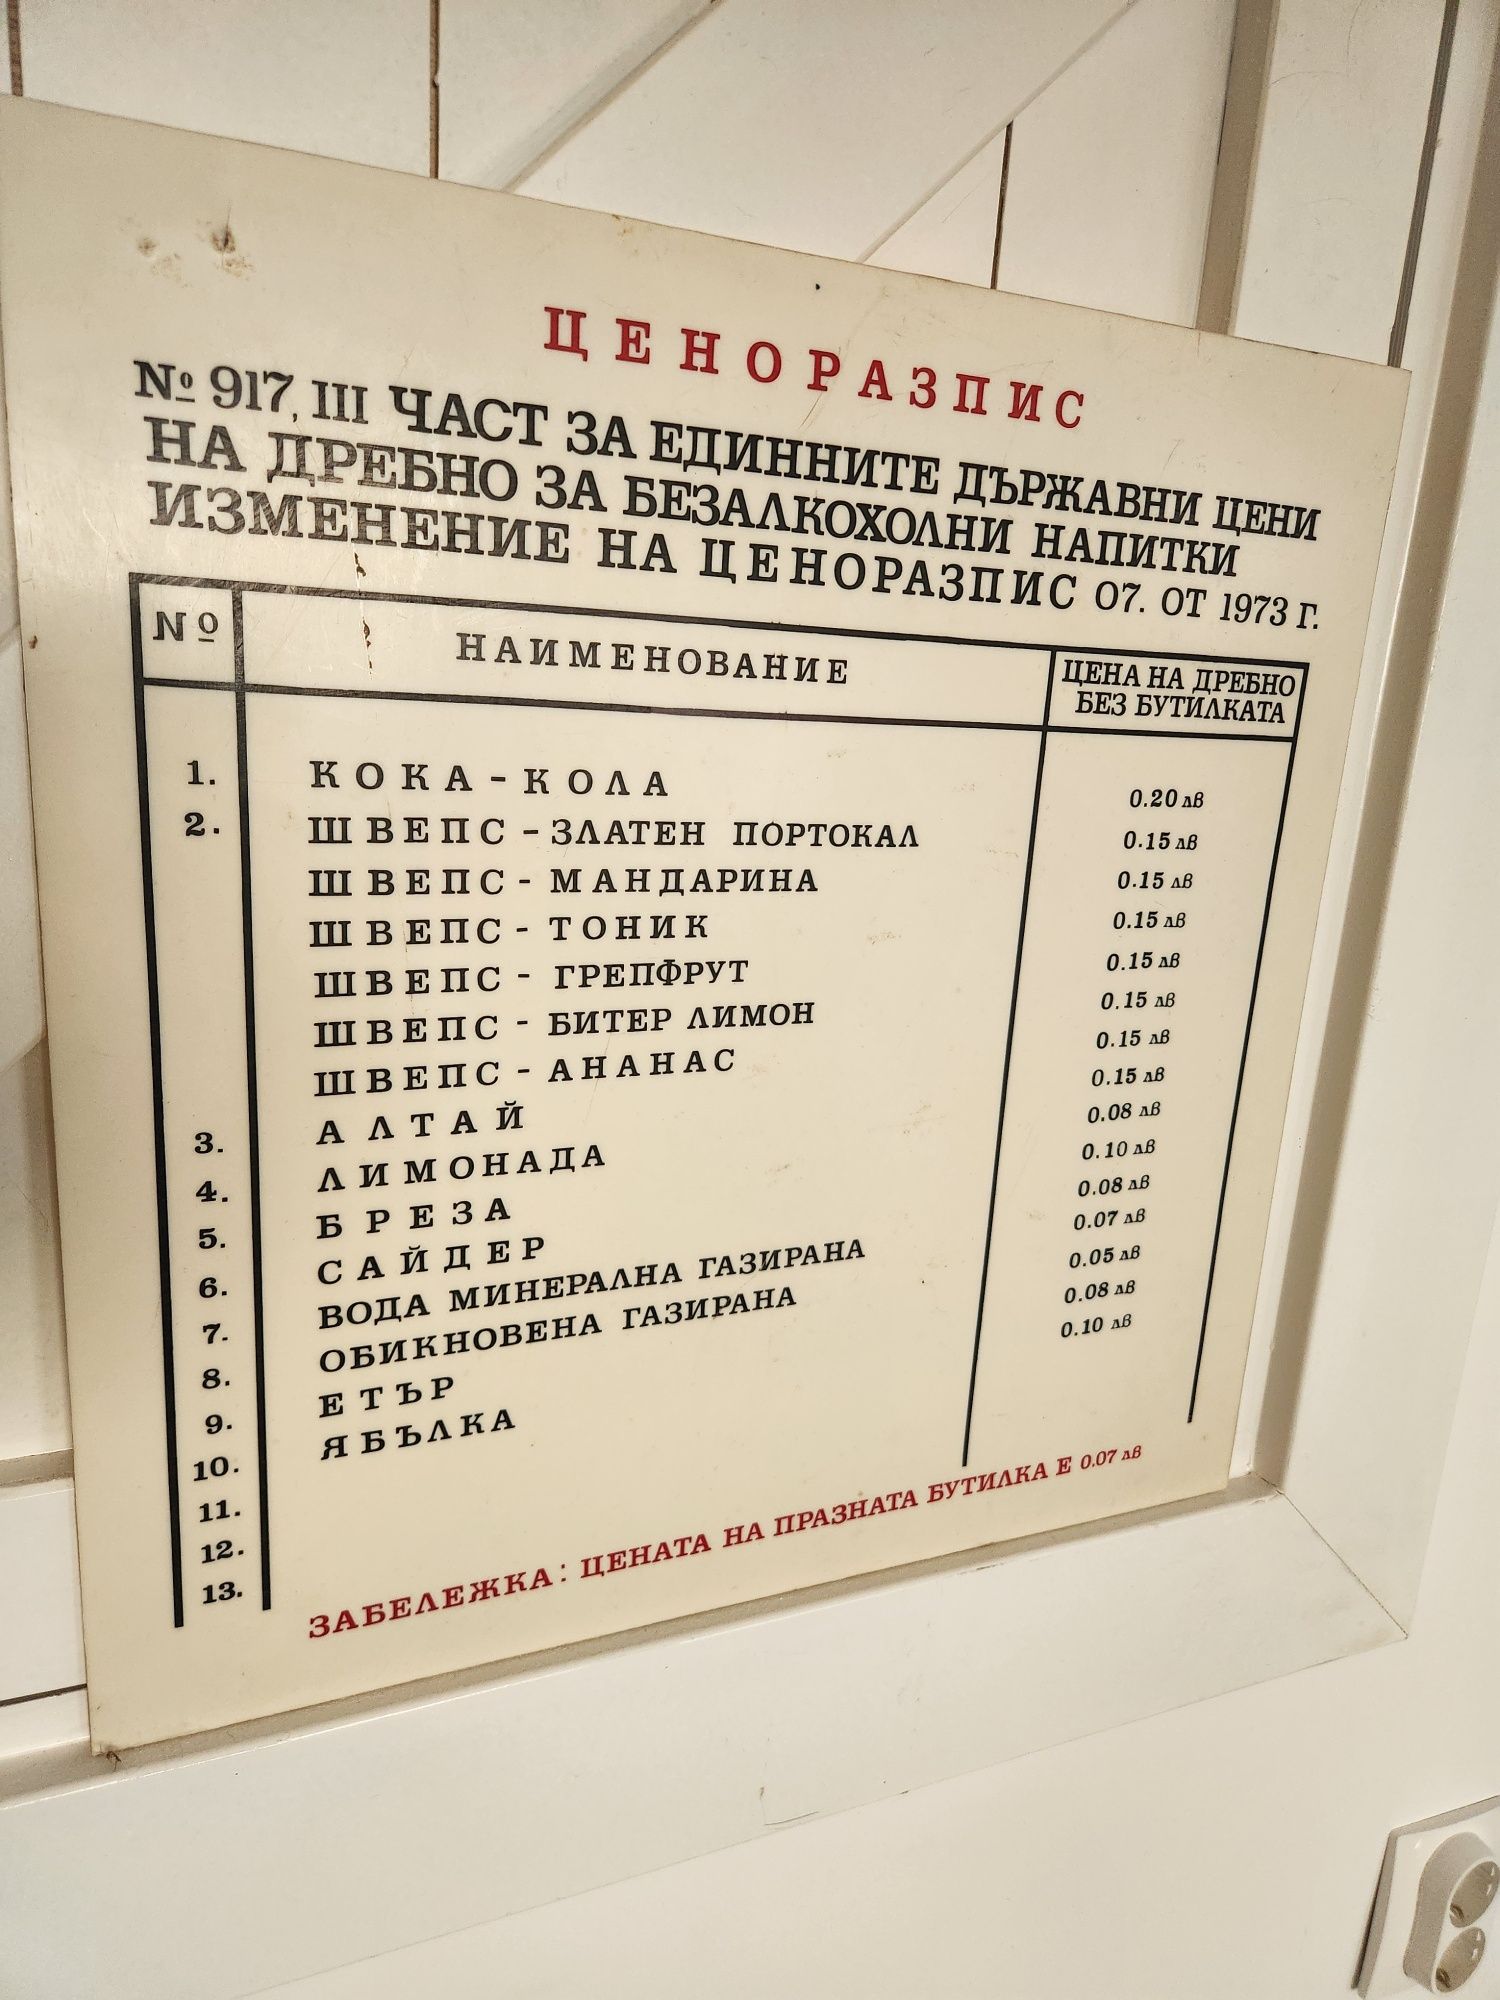 ЦЕНОРАЗПИС
№ 917, III ЧАСТ ЗА ЕДИННИТЕ ДЪРЖАВНИ ЦЕНИ
НА ДРЕБНО ЗА БЕЗАЛКОХОЛНИ НАПИТКИ
ИЗМЕНЕНИЕ НА ЦЕНОРАЗПИС 07. ОТ 1973 Г.
№ НАИМЕНОВАНИЕ ЦЕНА НА ДРЕБНО БЕЗ БУТИЛКАТА
1. КОКА-КОЛА 0.20 лв
2. ШВЕПС-ЗЛАТЕН ПОРТОКАЛ 0.15 лв
ШВЕПС-МАНДАРИНА 0.15 лв
ШВЕПС-ТОНИК 0.15 лв
ШВЕПС-ГРЕПФРУТ 0.15 лв
ШВЕПС-БИТЕР ЛИМОН 0.15 лв
ШВЕПС-АНАНАС 0.15 лв
3. АЛТАЙ 0.15 лв
4. ЛИМОНАДА 0.08 лв
5. БРЕЗА 0.10 лв
6. САЙДЕР 0.08 лв
7. ВОДА МИНЕРАЛНА ГАЗИРАНА 0.07 лв
8. ОБИКНОВЕНА ГАЗИРАНА 0.05 лв
9. ЕТЪР 0.08 лв
10. ЯБЪЛКА 0.10 лв
11.
12.
13.
ЗАБЕЛЕЖКА: ЦЕНАТА НА ПРАЗНАТА БУТИЛКА Е 0.07 лв